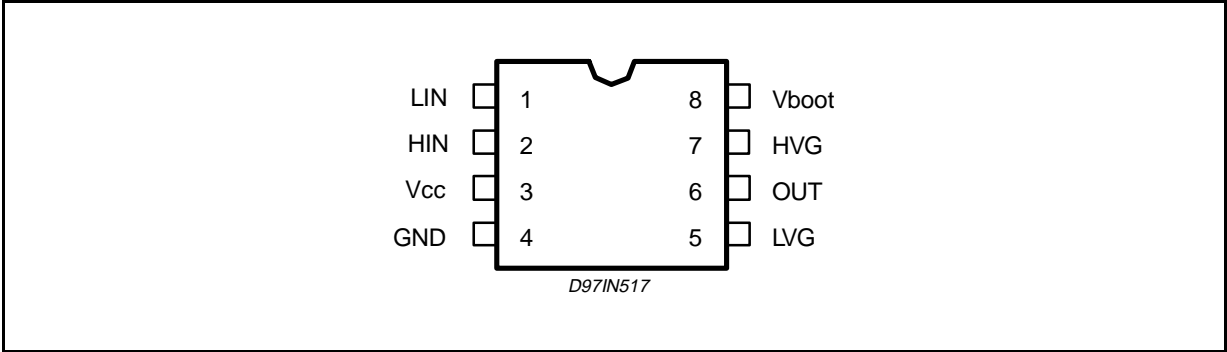 LIN 1 8 Vboot
HIN 2 7 HVG
Vcc 3 6 OUT
GND 4 5 LVG
D97IN517